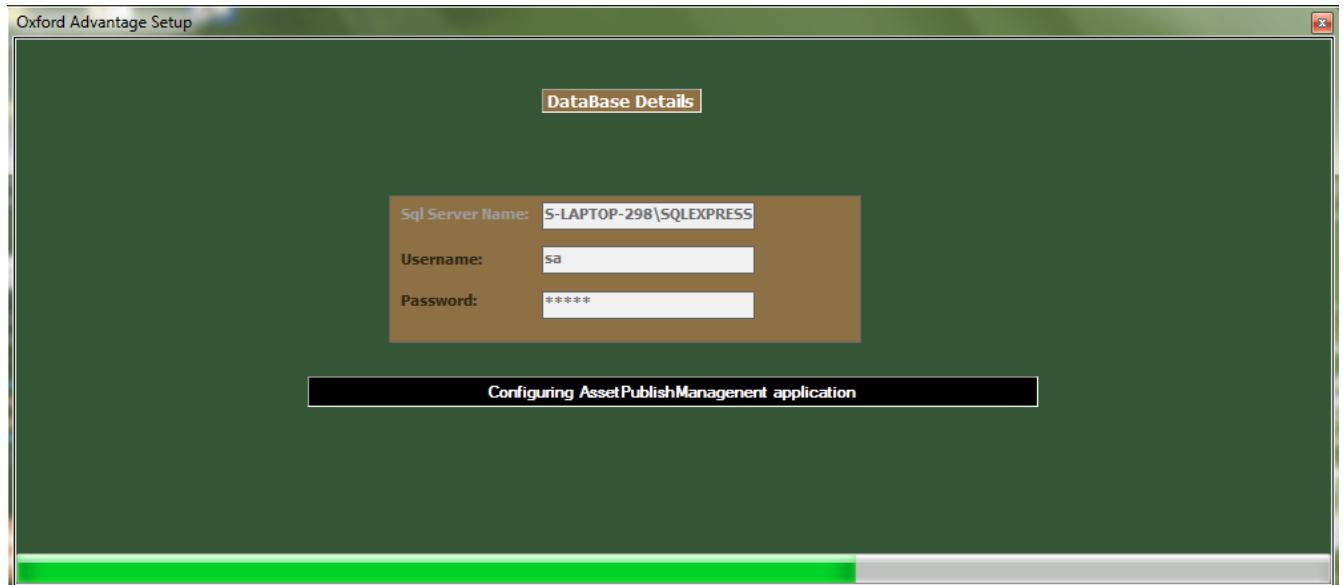 Oxford Advantage Setup
DataBase Details
Sql Server Name: S-LAPTOP-298\SQLEXPRESS
Username: sa
Password: *****
Configuring AssetPublishManagenent application